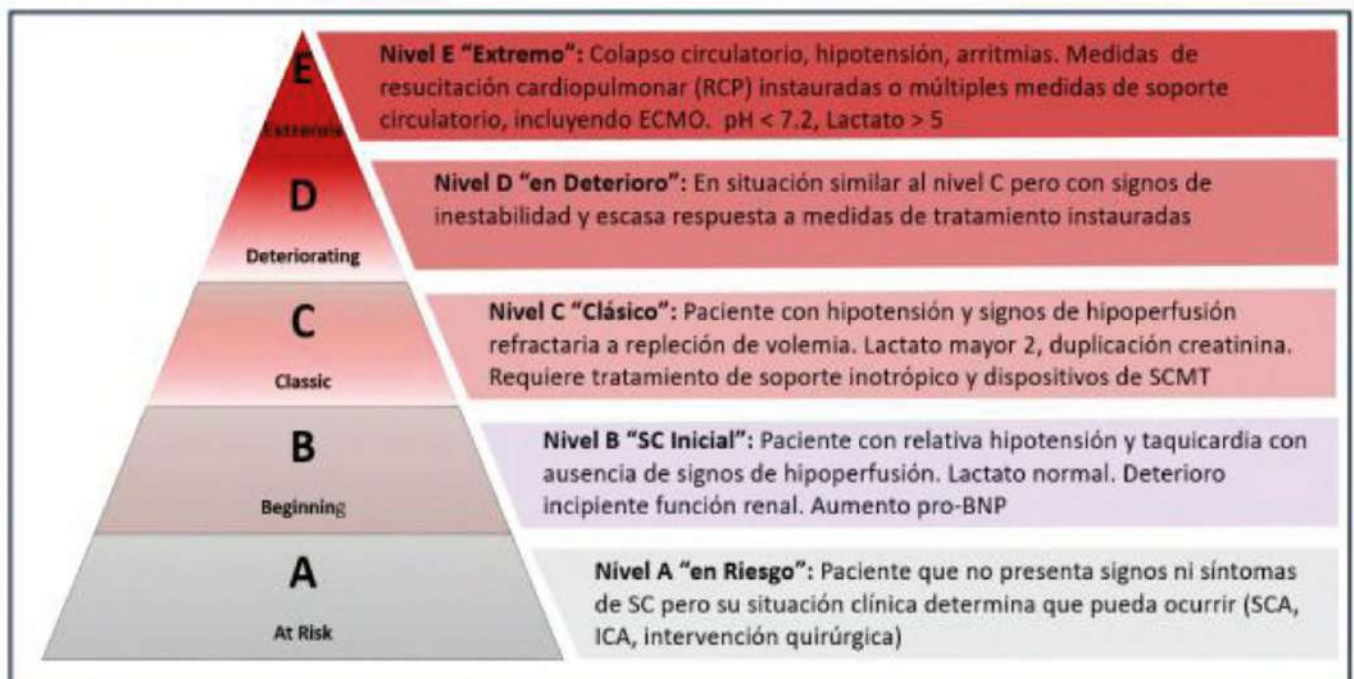 E
Extremis
Nivel E “Extremo”: Colapso circulatorio, hipotensión, arritmias. Medidas de
resucitación cardiopulmonar (RCP) instauradas o múltiples medidas de soporte
circulatorio, incluyendo ECMO. pH < 7.2, Lactato > 5
D
Deteriorating
Nivel D “en Deterioro”: En situación similar al nivel C pero con signos de
inestabilidad y escasa respuesta a medidas de tratamiento instauradas
C
Classic
Nivel C “Clásico”: Paciente con hipotensión y signos de hipoperfusión
refractaria a repleción de volemia. Lactato mayor 2, duplicación creatinina.
Requiere tratamiento de soporte inotrópico y dispositivos de SCMT
B
Beginning
Nivel B “SC Inicial”: Paciente con relativa hipotensión y taquicardia con
ausencia de signos de hipoperfusión. Lactato normal. Deterioro
incipiente función renal. Aumento pro-BNP
A
At Risk
Nivel A “en Riesgo”: Paciente que no presenta signos ni síntomas
de SC pero su situación clínica determina que pueda ocurrir (SCA,
ICA, intervención quirúrgica)